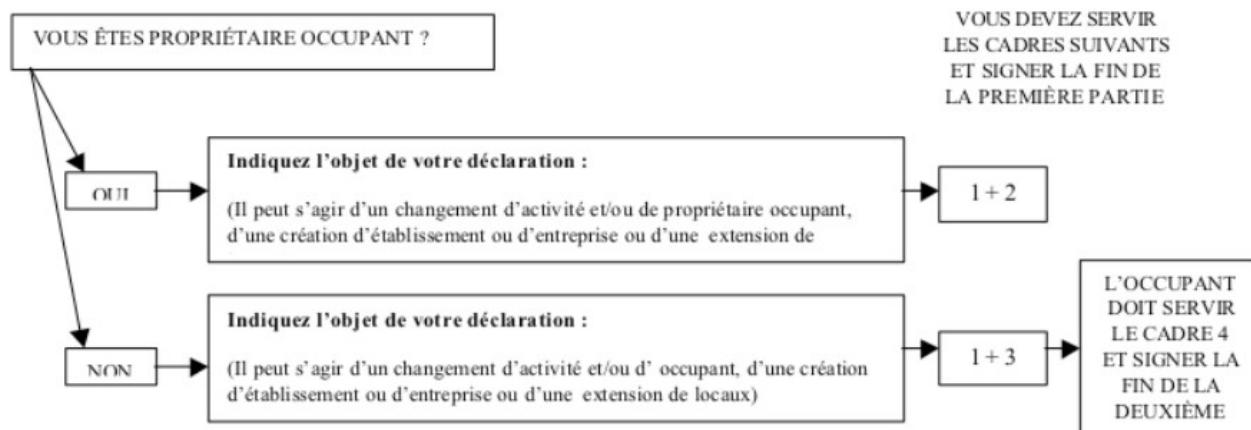 VOUS ÊTES PROPRIÉTAIRE OCCUPANT ?
VOUS DEVEZ SERVIR
LES CADRES SUIVANTS
ET SIGNER LA FIN DE
LA PREMIÈRE PARTIE
OUI
Indiquez l'objet de votre déclaration :
(Il peut s'agir d'un changement d'activité et/ou de propriétaire occupant,
d'une création d'établissement ou d'entreprise ou d'une extension de
1 + 2
NON
Indiquez l'objet de votre déclaration :
(Il peut s'agir d'un changement d'activité et/ou d' occupant, d'une création
d'établissement ou d'entreprise ou d'une extension de locaux)
1 + 3
L'OCCUPANT
DOIT SERVIR
LE CADRE 4
ET SIGNER LA
FIN DE LA
DEUXIÈME